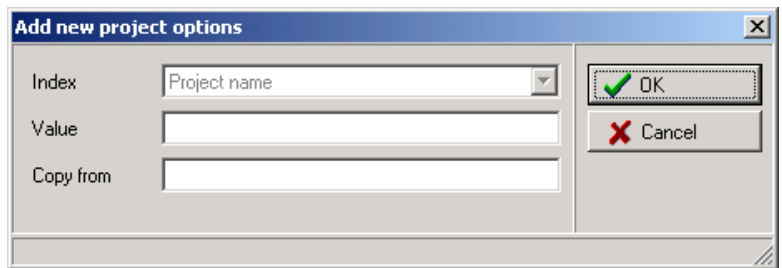 Add new project options
Index
Project name
OK
Value
Cancel
Copy from